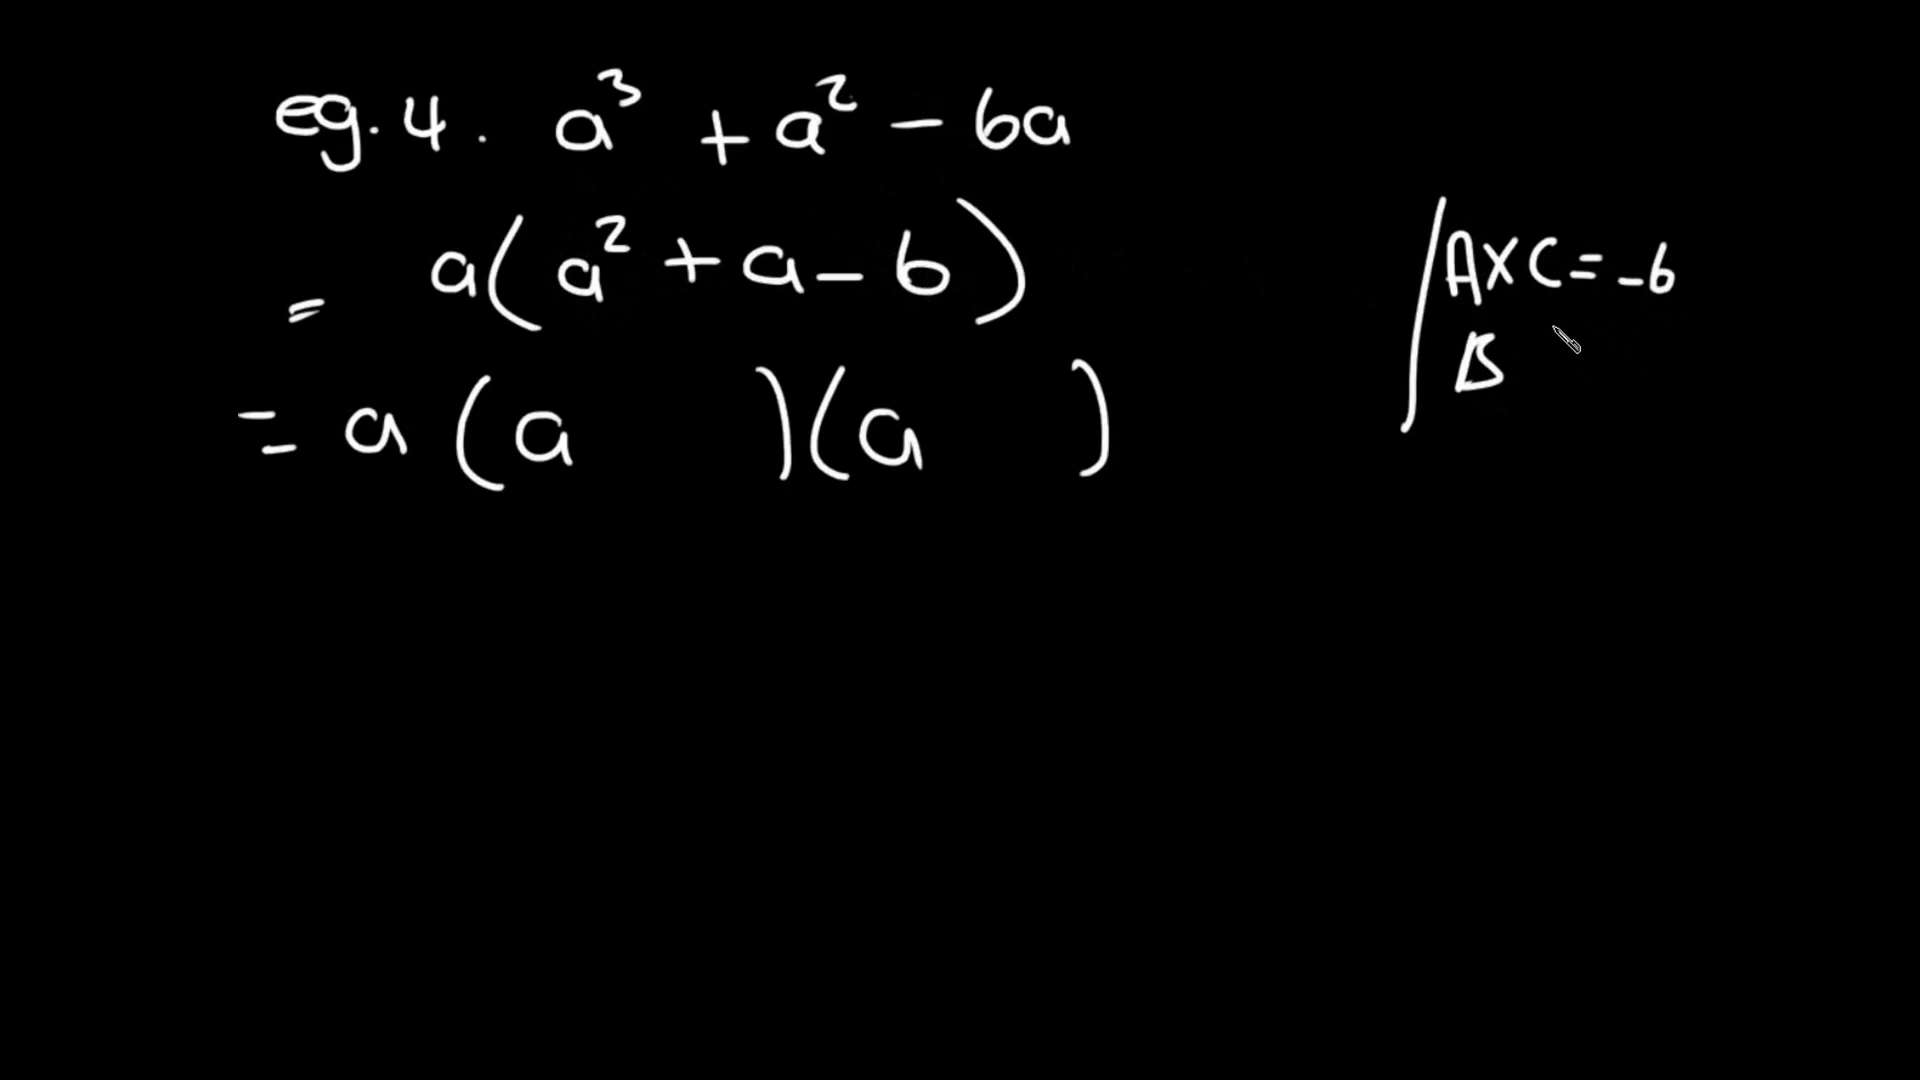 eg. 4. a³ + a² - 6a
= a(a² + a - 6)
= a (a )(a )
A×C = -6
B